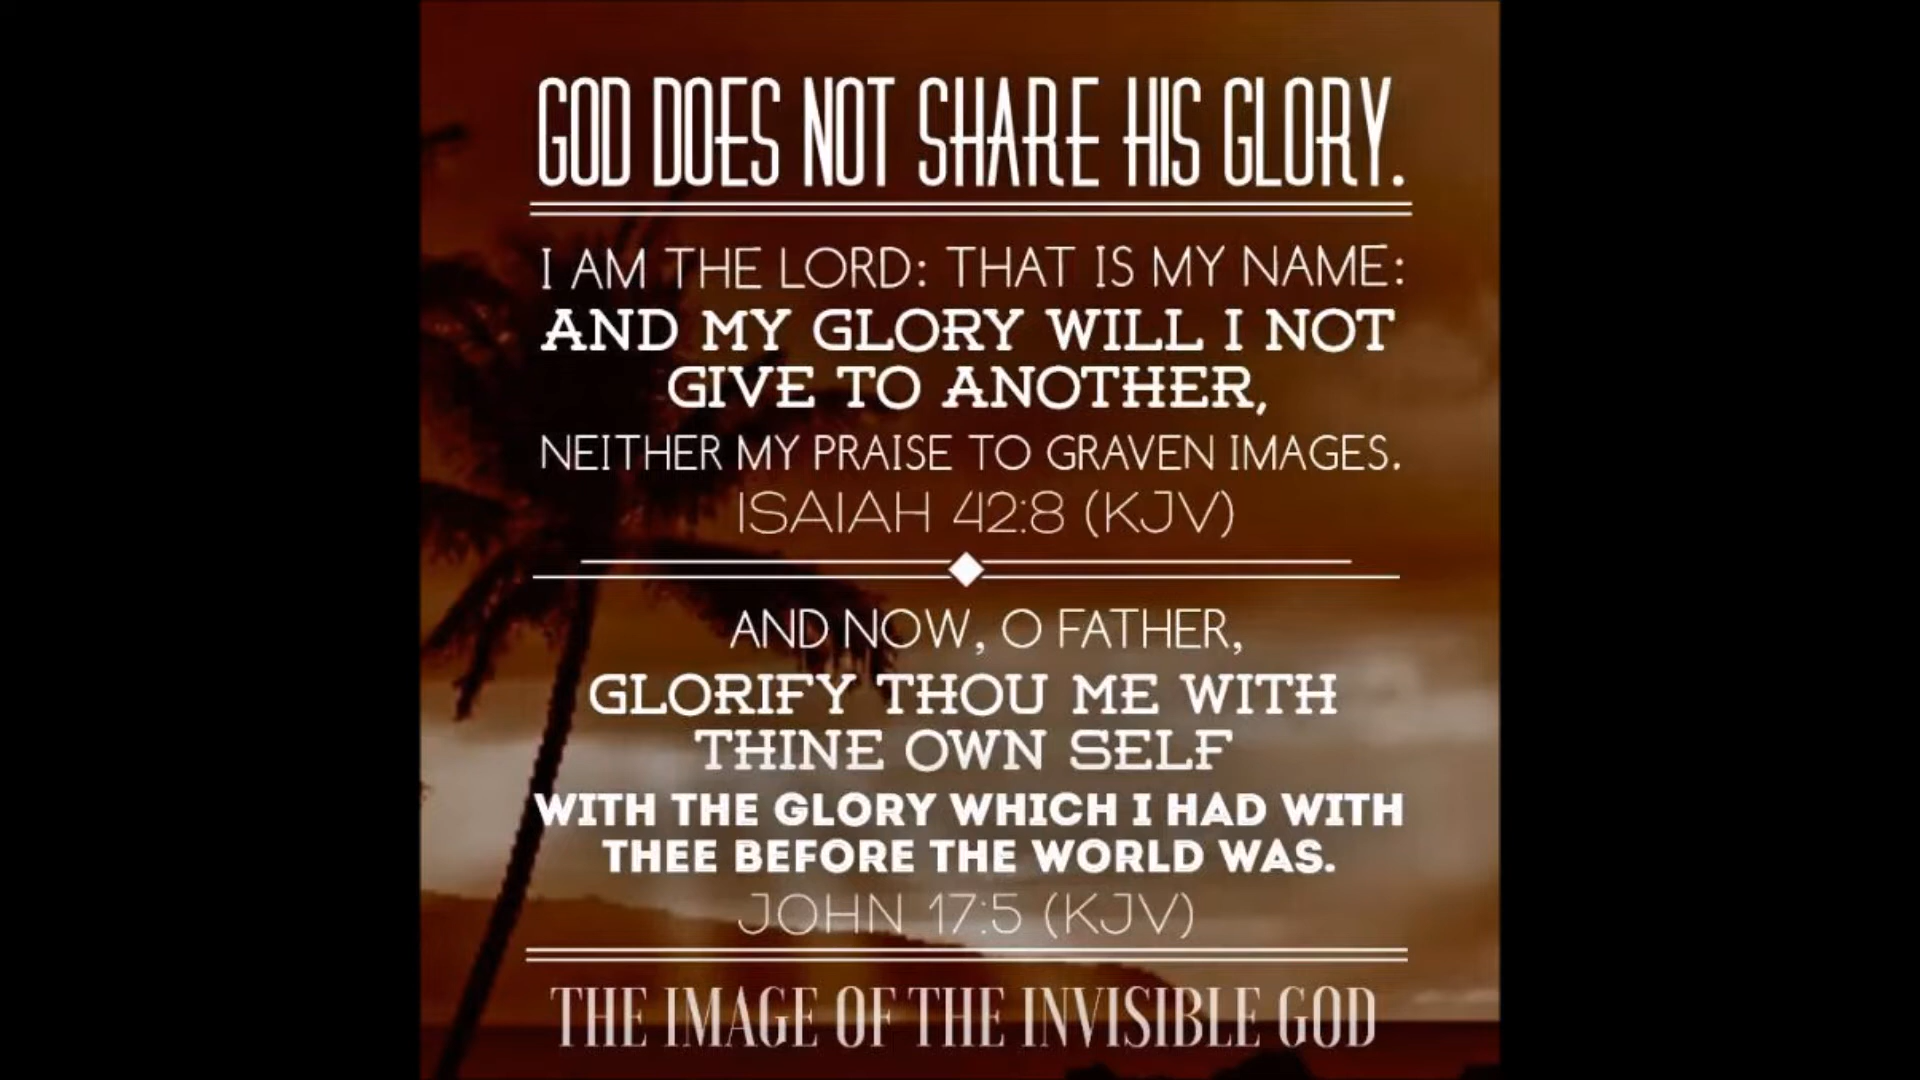 GOD DOES NOT SHARE HIS GLORY.
I AM THE LORD: THAT IS MY NAME:
AND MY GLORY WILL I NOT
GIVE TO ANOTHER,
NEITHER MY PRAISE TO GRAVEN IMAGES.
ISAIAH 42:8 (KJV)
AND NOW, O FATHER,
GLORIFY THOU ME WITH
THINE OWN SELF
WITH THE GLORY WHICH I HAD WITH
THEE BEFORE THE WORLD WAS.
JOHN 17:5 (KJV)
THE IMAGE OF THE INVISIBLE GOD